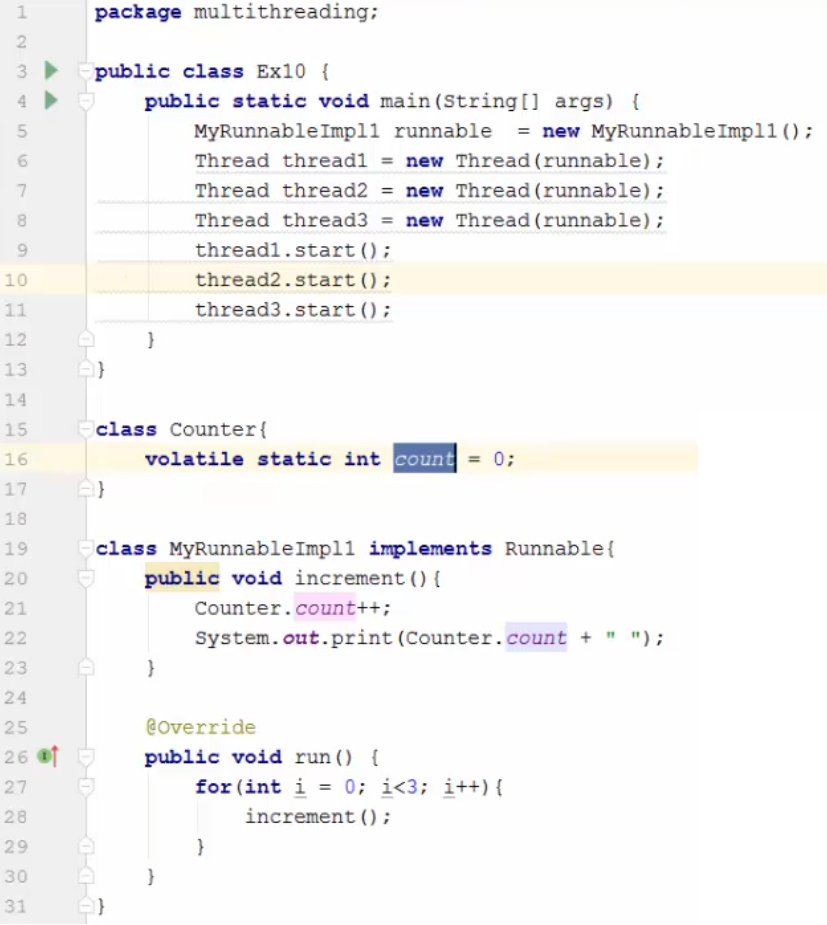 1 package multithreading;
2
3 public class Ex10 {
4 public static void main(String[] args) {
5 MyRunnableImpl1 runnable  = new MyRunnableImpl1();
6 Thread thread1 = new Thread(runnable);
7 Thread thread2 = new Thread(runnable);
8 Thread thread3 = new Thread(runnable);
9 thread1.start();
10 thread2.start();
11 thread3.start();
12 }
13 }
14
15 class Counter{
16 volatile static int count = 0;
17 }
18
19 class MyRunnableImpl1 implements Runnable{
20 public void increment(){
21 Counter.count++;
22 System.out.print(Counter.count + " ");
23 }
24
25 @Override
26 public void run() {
27 for(int i = 0; i<3; i++){
28 increment();
29 }
30 }
31 }